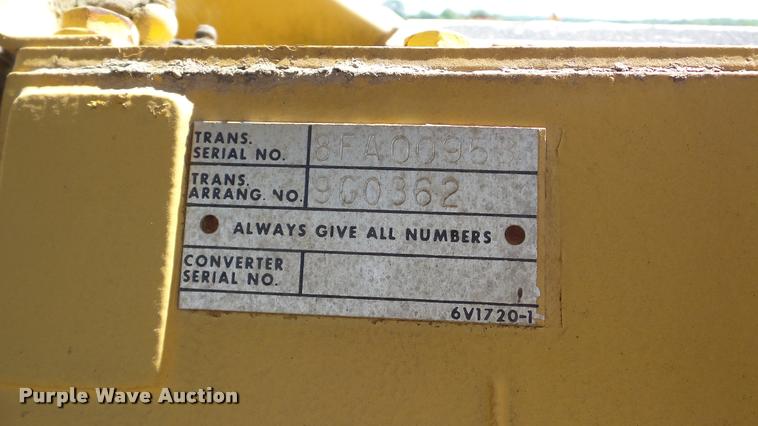 TRANS.
SERIAL NO. 8FA00953
TRANS.
ARRANG. NO. 9G0362
ALWAYS GIVE ALL NUMBERS
CONVERTER
SERIAL NO.
6V1720-1
Purple Wave Auction